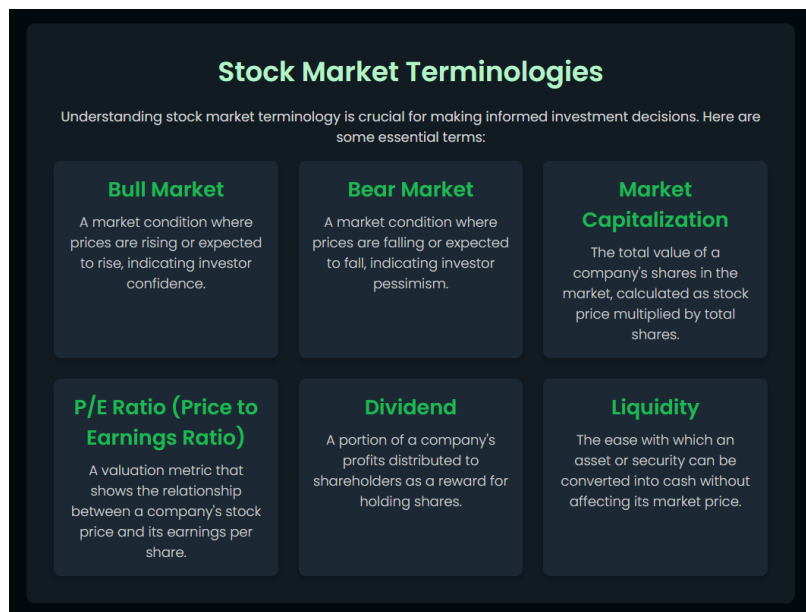 Stock Market Terminologies
Understanding stock market terminology is crucial for making informed investment decisions. Here are
some essential terms:
Bull Market
A market condition where
prices are rising or expected
to rise, indicating investor
confidence.
Bear Market
A market condition where
prices are falling or expected
to fall, indicating investor
pessimism.
Market
Capitalization
The total value of a
company's shares in the
market, calculated as stock
price multiplied by total
shares.
P/E Ratio (Price to
Earnings Ratio)
A valuation metric that
shows the relationship
between a company's stock
price and its earnings per
share.
Dividend
A portion of a company's
profits distributed to
shareholders as a reward for
holding shares.
Liquidity
The ease with which an
asset or security can be
converted into cash without
affecting its market price.